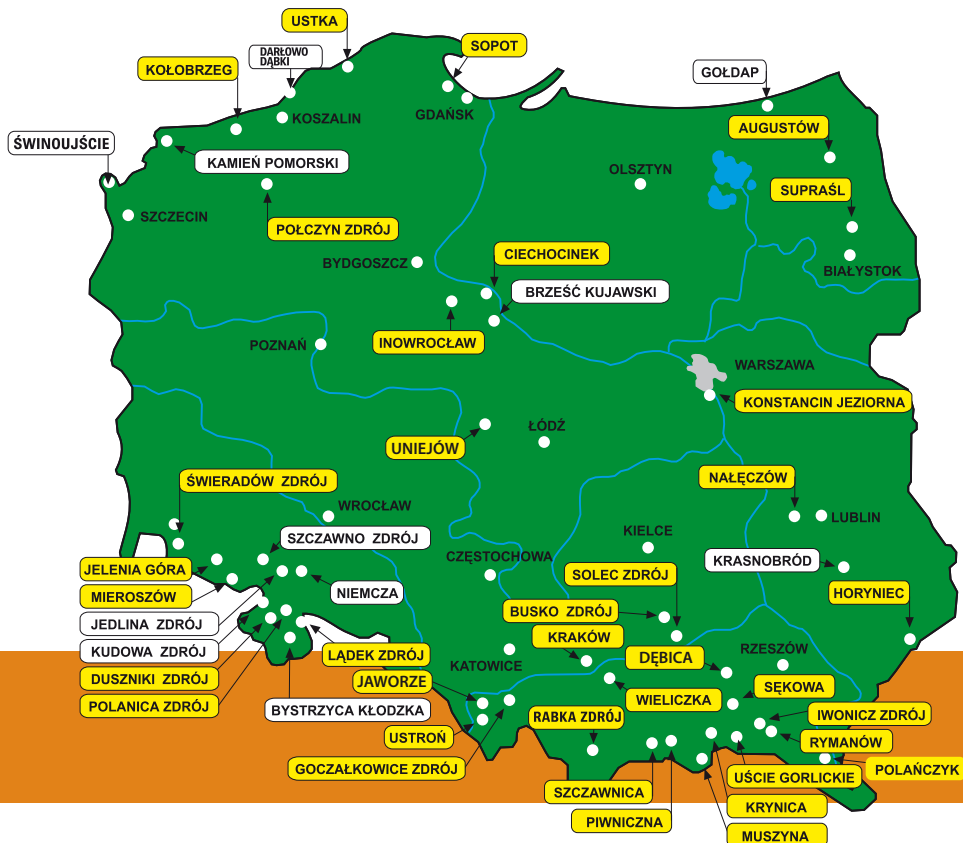 USTKA
SOPOT
DARŁOWO
DĄBKI
KOŁOBRZEG
GOŁDAP
GDAŃSK
KOSZALIN
AUGUSTÓW
ŚWINOUJŚCIE
KAMIEŃ POMORSKI
OLSZTYN
SUPRAŚL
SZCZECIN
POŁCZYN ZDRÓJ
CIECHOCINEK
BYDGOSZCZ
BIAŁYSTOK
BRZEŚĆ KUJAWSKI
POZNAŃ
INOWROCŁAW
WARSZAWA
KONSTANCIN JEZIORNA
ŁÓDŹ
UNIEJÓW
ŚWIERADÓW ZDRÓJ
NAŁĘCZÓW
WROCŁAW
LUBLIN
KIELCE
SZCZAWNO ZDRÓJ
CZĘSTOCHOWA
KRASNOBRÓD
JELENIA GÓRA
SOLEC ZDRÓJ
NIEMCZA
HORYNIEC
MIEROSZÓW
BUSKO ZDRÓJ
JEDLINA ZDRÓJ
KRAKÓW
KUDOWA ZDRÓJ
LĄDEK ZDRÓJ
DĘBICA
RZESZÓW
KATOWICE
DUSZNIKI ZDRÓJ
JAWORZE
SĘKOWA
WIELICZKA
POLANICA ZDRÓJ
BYSTRZYCA KŁODZKA
IWONICZ ZDRÓJ
RABKA ZDRÓJ
USTROŃ
RYMANÓW
GOCZAŁKOWICE ZDRÓJ
POLAŃCZYK
UŚCIE GORLICKIE
SZCZAWNICA
KRYNICA
PIWNICZNA
MUSZYNA